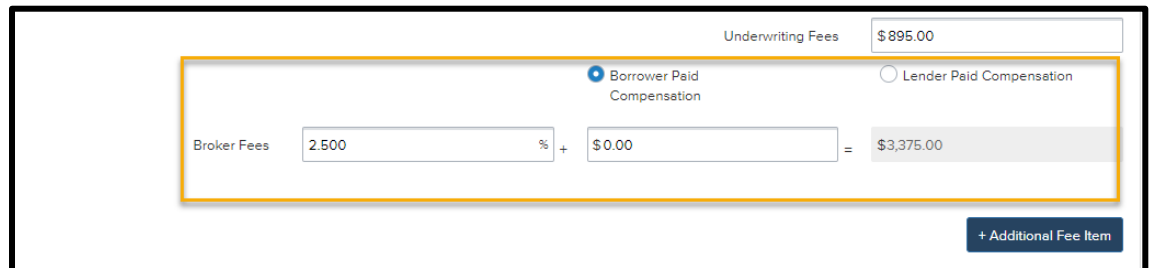 Underwriting Fees $895.00
Borrower Paid Compensation
Lender Paid Compensation
Broker Fees 2.500 % + $0.00 = $3,375.00
+ Additional Fee Item